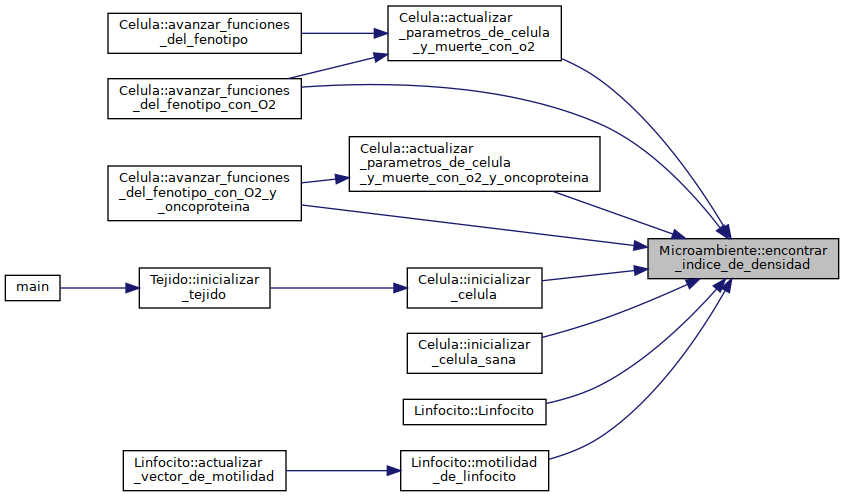 Celula::avanzar_funciones
_del_fenotipo
Celula::actualizar
_parametros_de_celula
_y_muerte_con_o2
Celula::avanzar_funciones
_del_fenotipo_con_O2
Celula::actualizar
_parametros_de_celula
_y_muerte_con_o2_y_oncoproteina
Celula::avanzar_funciones
_del_fenotipo_con_O2_y
_oncoproteina
Microambiente::encontrar
_indice_de_densidad
main
Tejido::inicializar
_tejido
Celula::inicializar
_celula
Celula::inicializar
_celula_sana
Linfocito::Linfocito
Linfocito::actualizar
_vector_de_motilidad
Linfocito::motilidad
_de_linfocito